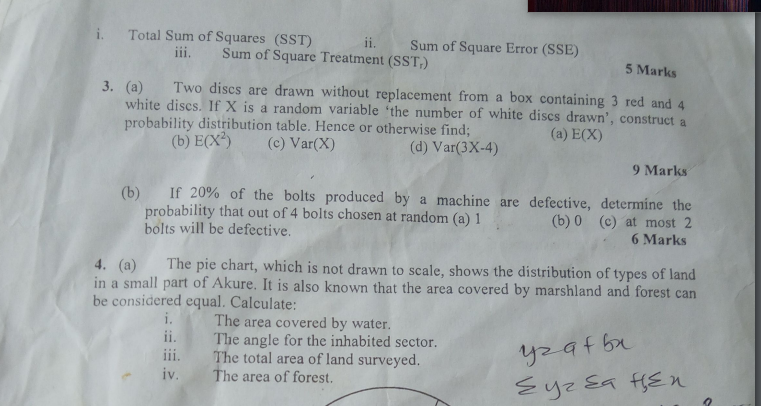 i. Total Sum of Squares (SST) ii. Sum of Square Error (SSE)
iii. Sum of Square Treatment (SSTᵣ)
5 Marks
3. (a) Two discs are drawn without replacement from a box containing 3 red and 4
white discs. If X is a random variable 'the number of white discs drawn', construct a
probability distribution table. Hence or otherwise find; (a) E(X)
(b) E(X²) (c) Var(X) (d) Var(3X-4)
9 Marks
(b) If 20% of the bolts produced by a machine are defective, determine the
probability that out of 4 bolts chosen at random (a) 1 (b) 0 (c) at most 2
bolts will be defective.
6 Marks
4. (a) The pie chart, which is not drawn to scale, shows the distribution of types of land
in a small part of Akure. It is also known that the area covered by marshland and forest can
be considered equal. Calculate:
i. The area covered by water.
ii. The angle for the inhabited sector.
iii. The total area of land surveyed.
iv. The area of forest.
y=a+bx
Σy=Σa+bΣx